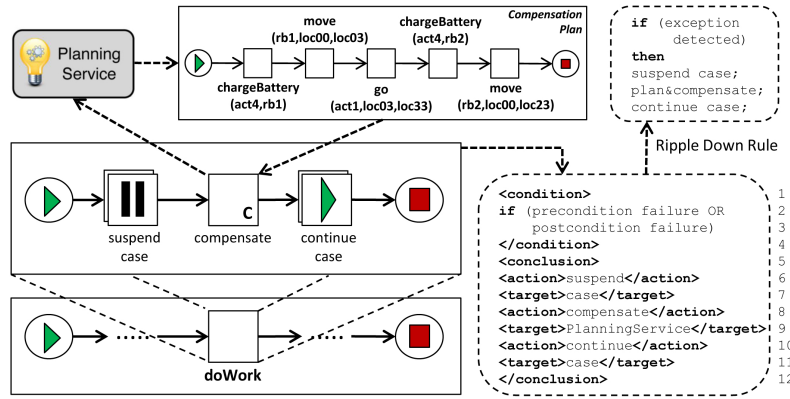 Planning
Service
Compensation
Plan
move
(rb1,loc00,loc03)
chargeBattery
(act4,rb2)
chargeBattery
(act4,rb1)
go
(act1,loc03,loc33)
move
(rb2,loc00,loc23)
if (exception
detected)
then
suspend case;
plan&compensate;
continue case;
Ripple Down Rule
C
suspend
case
compensate
continue
case
doWork
<condition> 1
if (precondition failure OR 2
postcondition failure) 3
</condition> 4
<conclusion> 5
<action>suspend</action> 6
<target>case</target> 7
<action>compensate</action> 8
<target>PlanningService</target> 9
<action>continue</action> 10
<target>case</target> 11
</conclusion> 12